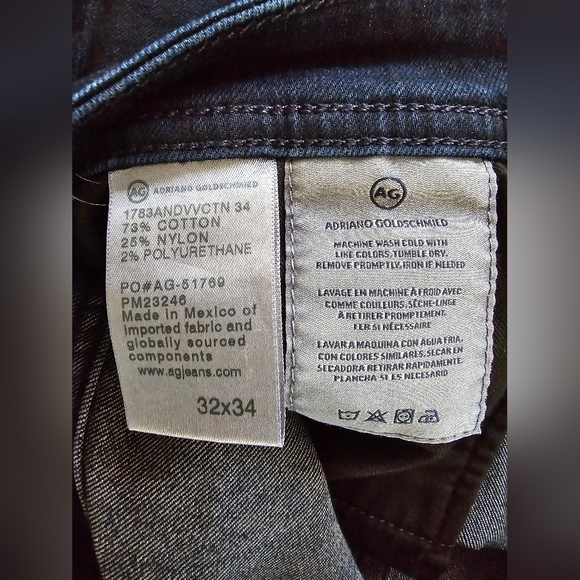 AG ADRIANO GOLDSCHMIED
1783ANDVVCTN 34
73% COTTON
25% NYLON
2% POLYURETHANE
PO#AG-51769
PM23246
Made in Mexico of
imported fabric and
globally sourced
components
www.agjeans.com
32x34
AG
ADRIANO GOLDSCHMIED
MACHINE WASH COLD WITH
LIKE COLORS. TUMBLE DRY.
REMOVE PROMPTLY. IRON IF NEEDED
LAVAGE EN MACHINE À FROID AVEC
COMME COULEURS. SÈCHE-LINGE
À RETIRER PROMPTEMENT.
FER SI NÉCESSAIRE
LAVAR A MAQUINA CON AGUA FRIA.
CON COLORES SIMILARES. SECAR EN
SECADORA RETIRAR RAPIDAMENTE
PLANCHA SI ES NECESARIO